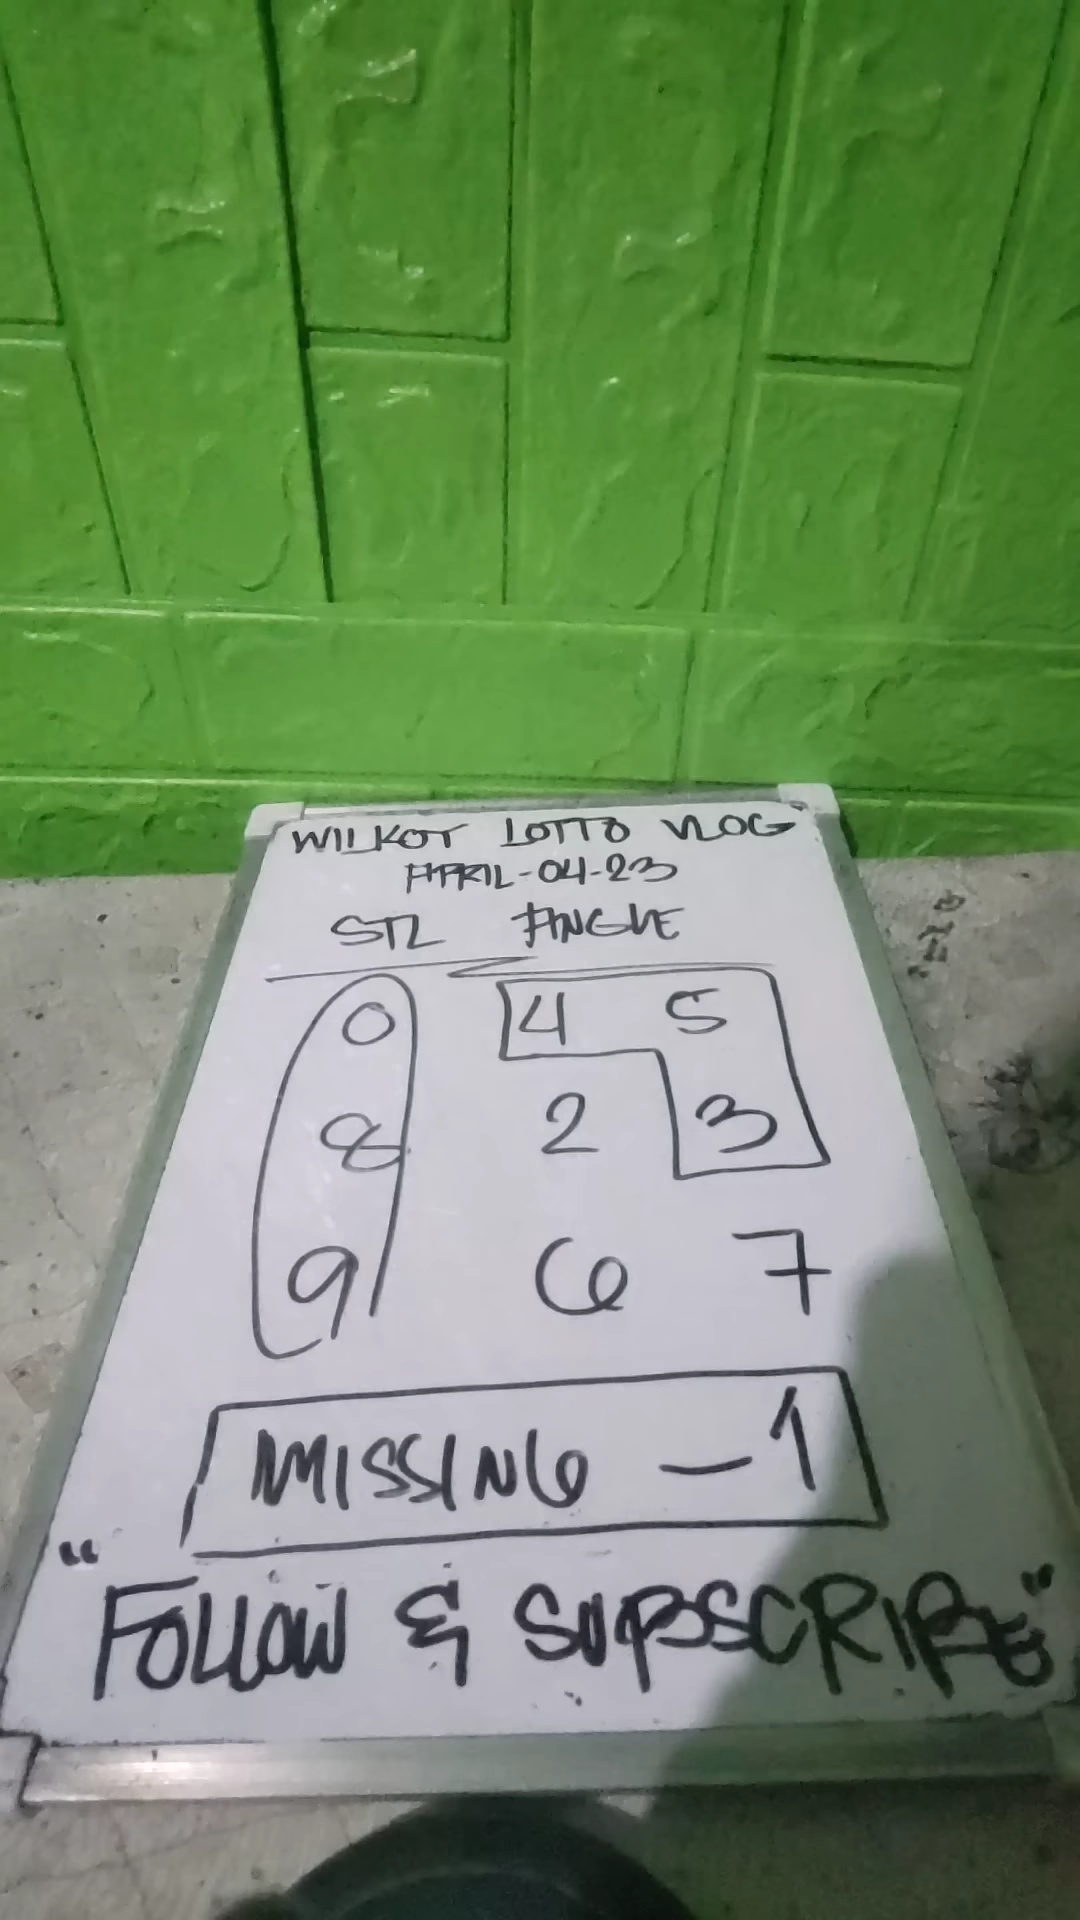 WILKOT LOTTO VLOG
APRIL-04-23
STL ANGLE
0 4 5
8 2 3
9 6 7
MISSING - 1
"FOLLOW & SUBSCRIBE"